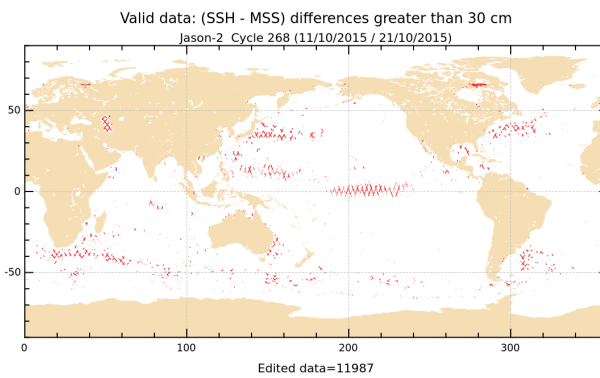 Valid data: (SSH - MSS) differences greater than 30 cm
Jason-2 Cycle 268 (11/10/2015 / 21/10/2015)
50
0
-50
0 100 200 300
Edited data=11987